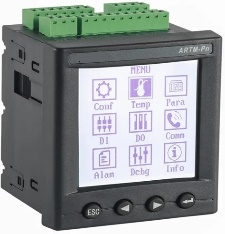 ARTM-Pn
MENU
Conf Temp Para
DI DO Comm
Alam Debg Info
ESC